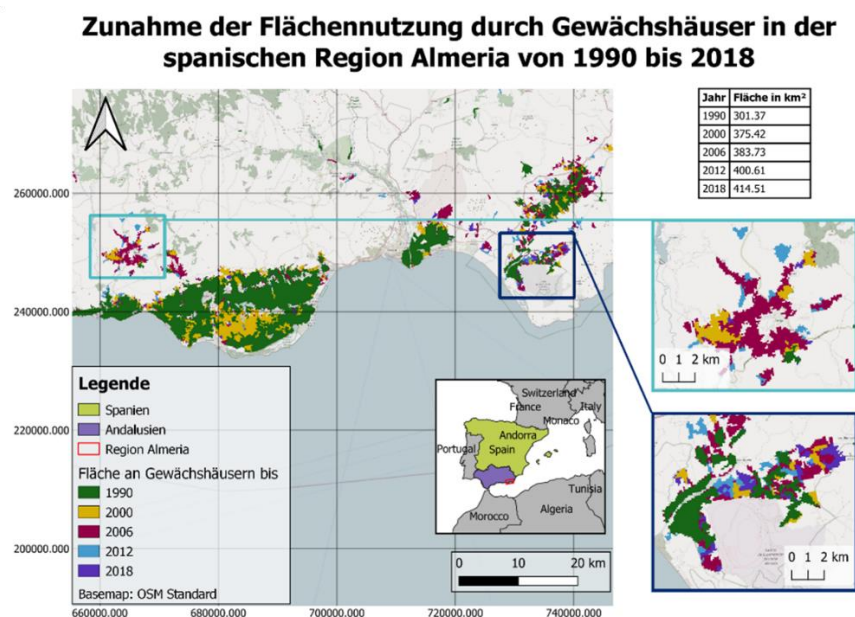 Zunahme der Flächennutzung durch Gewächshäuser in der
spanischen Region Almeria von 1990 bis 2018
Jahr Fläche in km²
1990 301.37
2000 375.42
2006 383.73
2012 400.61
2018 414.51
260000.000
240000.000
220000.000
200000.000
660000.000 680000.000 700000.000 720000.000 740000.000
Legende
Spanien
Andalusien
Region Almeria
Fläche an Gewächshäusern bis
1990
2000
2006
2012
2018
Basemap: OSM Standard
Switzerland
France
Italy
Monaco
Andorra
Portugal
Spain
Tunisia
Algeria
Morocco
0 10 20 km
0 1 2 km
0 1 2 km